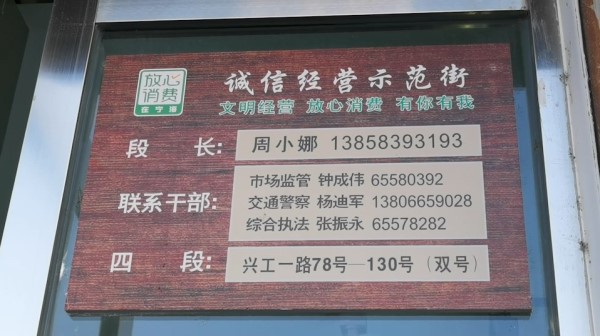 放心
消费
在宁海
诚信经营示范街
文明经营 放心消费 有你有我
段 长: 周小娜 13858393193
联系干部: 市场监管 钟成伟 65580392
交通警察 杨迪军 13806659028
综合执法 张振永 65578282
四 段: 兴工一路78号—130号（双号）